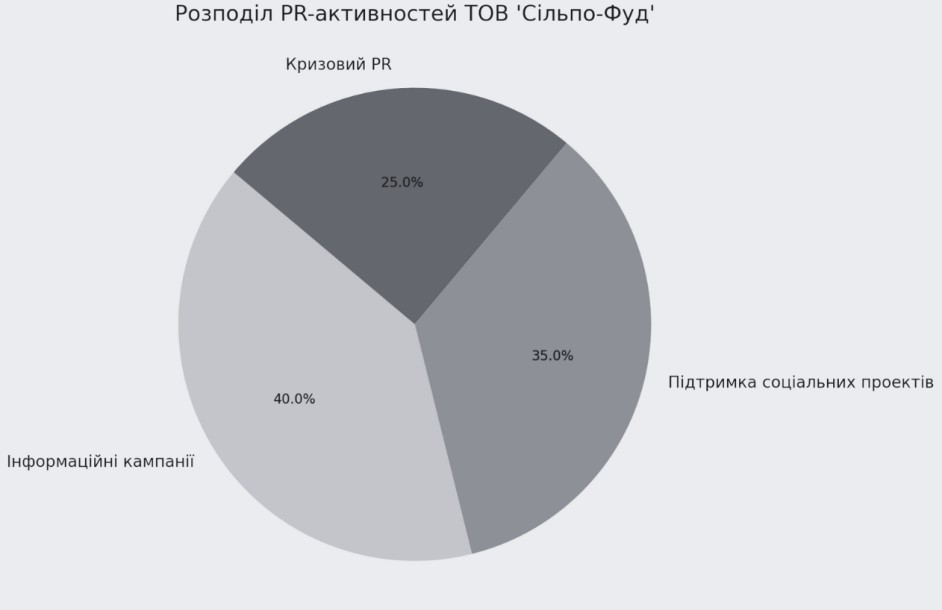 Розподіл PR-активностей ТОВ 'Сільпо-Фуд'
Кризовий PR
25.0%
35.0%
Підтримка соціальних проектів
40.0%
Інформаційні кампанії